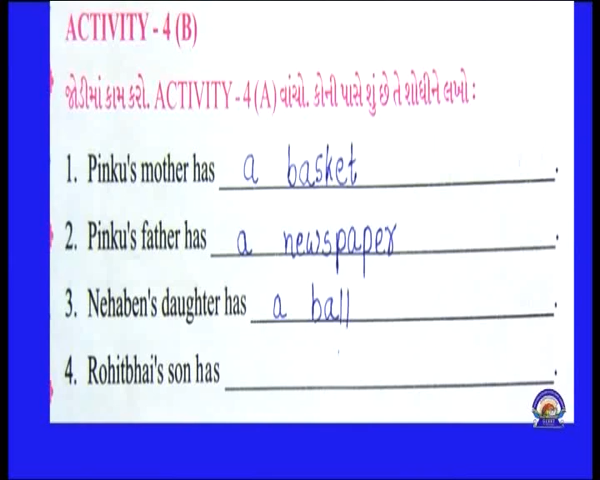 ACTIVITY - 4 (B)
જોડીમાં કામ કરો. ACTIVITY - 4 (A) વાંચો. કોની પાસે શું છે તે શોધીને લખો :
1. Pinku's mother has a basket.
2. Pinku's father has a newspaper.
3. Nehaben's daughter has a ball.
4. Rohitbhai's son has ____________.